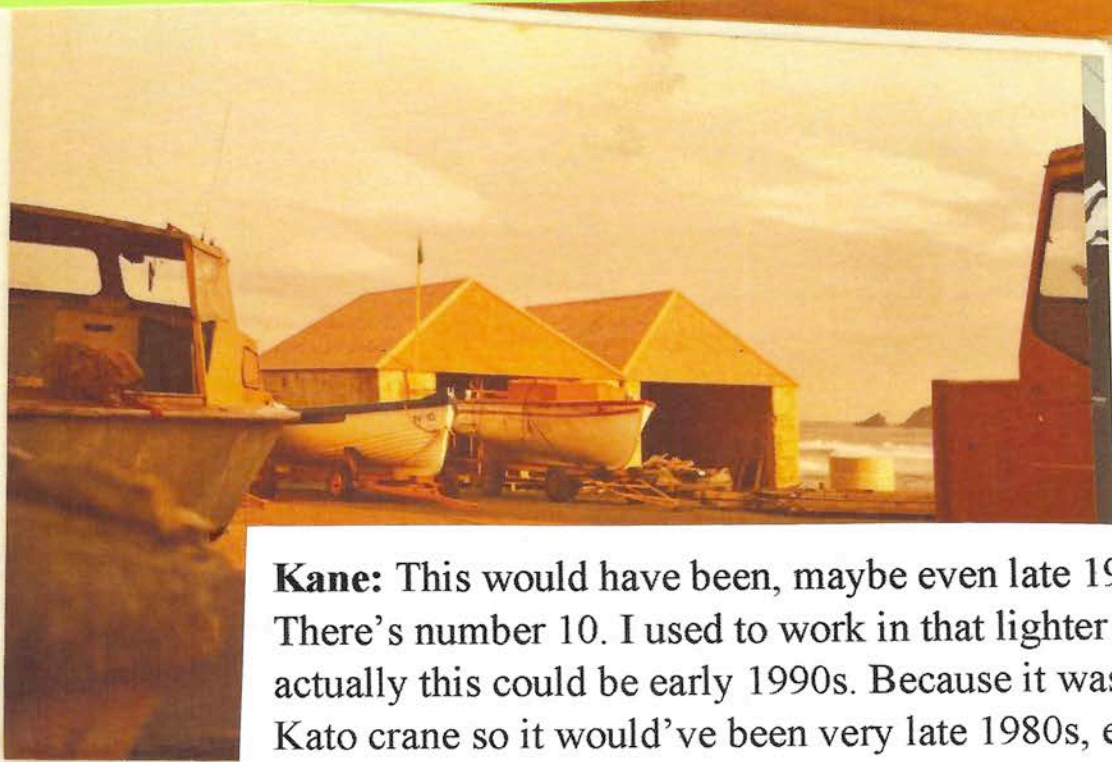 Kane: This would have been, maybe even late 19
There's number 10. I used to work in that lighter
actually this could be early 1990s. Because it was
Kato crane so it would've been very late 1980s, e